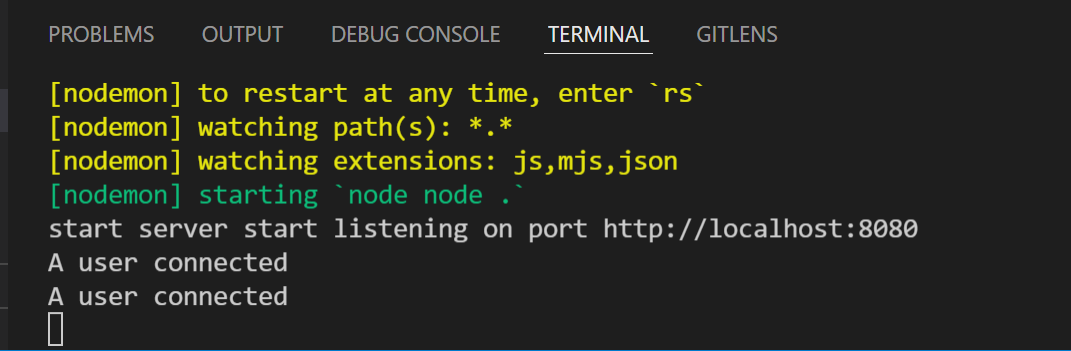 PROBLEMS OUTPUT DEBUG CONSOLE TERMINAL GITLENS
[nodemon] to restart at any time, enter `rs`
[nodemon] watching path(s): *.*
[nodemon] watching extensions: js,mjs,json
[nodemon] starting `node node .`
start server start listening on port http://localhost:8080
A user connected
A user connected